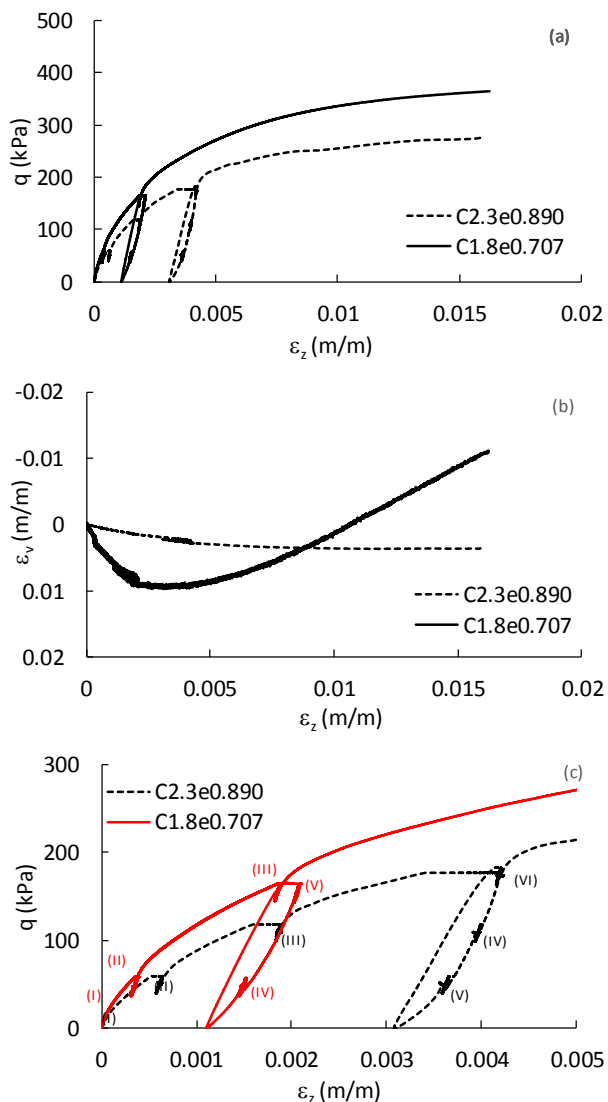 (a)
500
400
300
200
100
0
q (kPa)
C2.3e0.890
C1.8e0.707
0 0.005 0.01 0.015 0.02
εz (m/m)
(b)
-0.02
-0.01
0
0.01
0.02
εv (m/m)
C2.3e0.890
C1.8e0.707
0 0.005 0.01 0.015 0.02
εz (m/m)
(c)
300
200
100
0
q (kPa)
C2.3e0.890
C1.8e0.707
(III)
(V)
(VI)
(II)
(III)
(IV)
(I)
(IV)
(V)
0 0.001 0.002 0.003 0.004 0.005
εz (m/m)